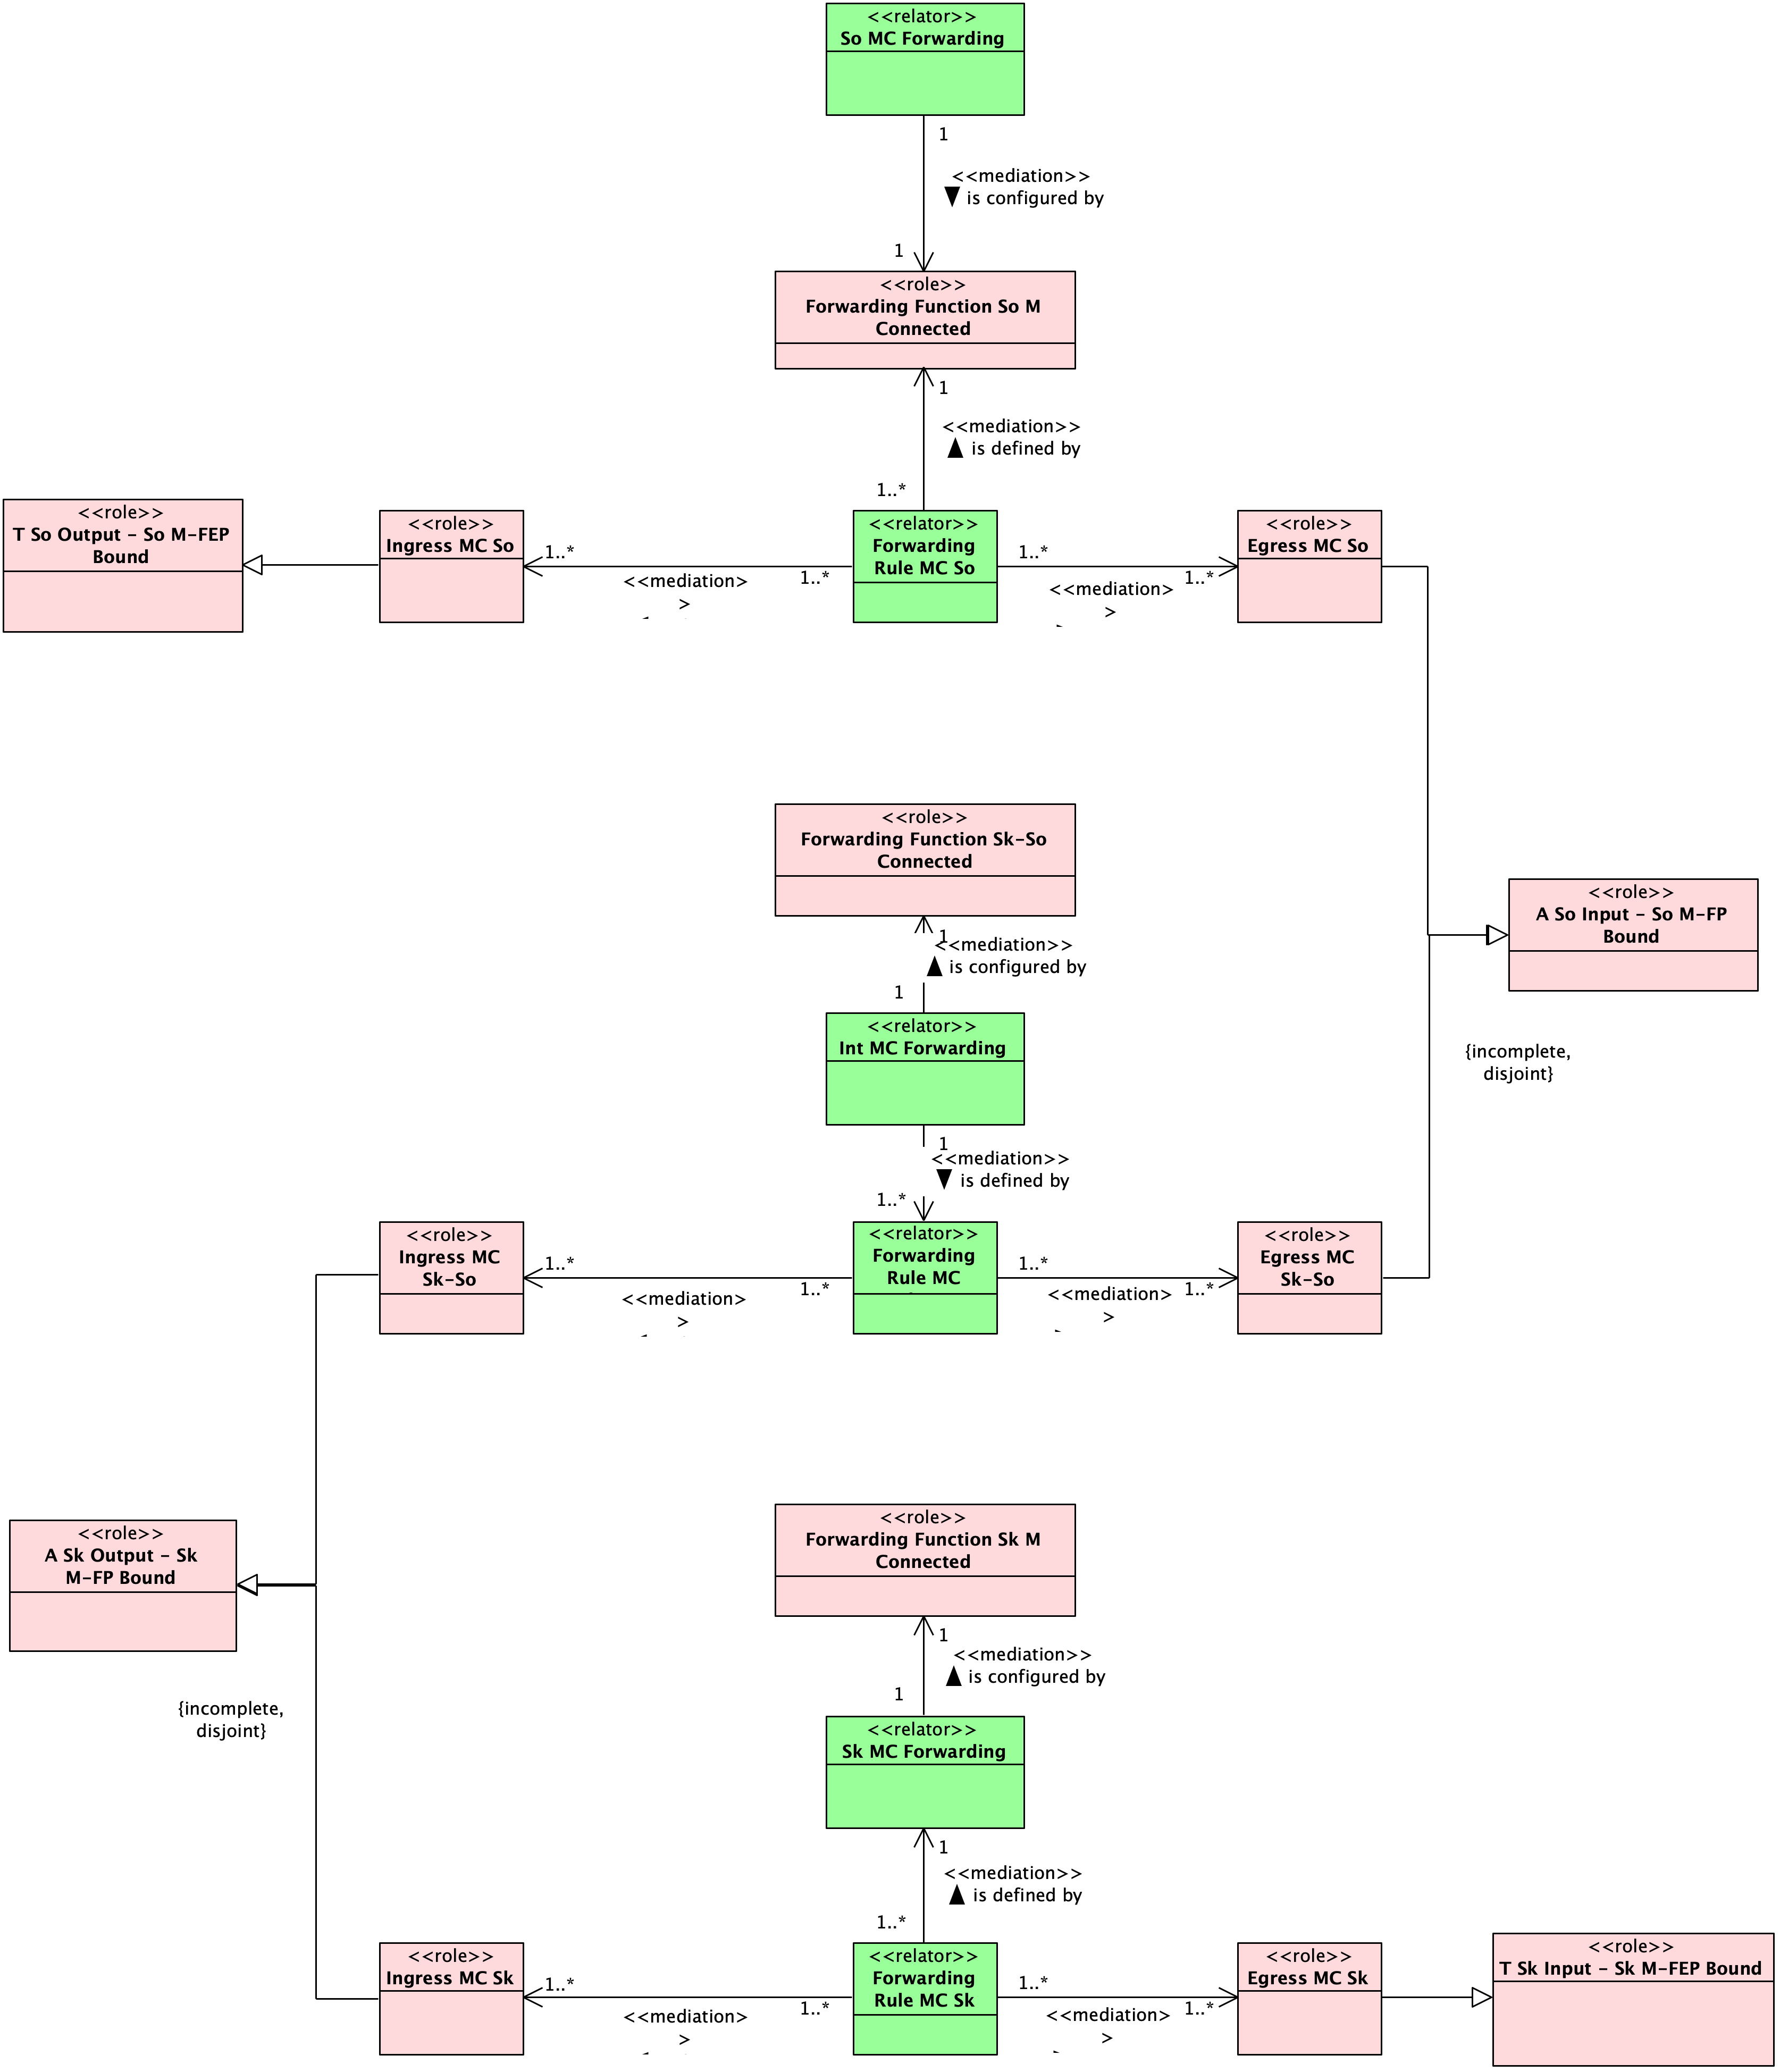 <<relator>>
So MC Forwarding
1
<<mediation>>
▼ is configured by
1
<<role>>
Forwarding Function So M
Connected
1
<<mediation>>
▲ is defined by
1..*
<<role>>
T So Output - So M-FEP
Bound
<<role>>
Ingress MC So
1..*
<<mediation>
>
1..*
<<relator>>
Forwarding
Rule MC So
1..*
<<mediation>
>
1..*
<<role>>
Egress MC So
<<role>>
Forwarding Function Sk-So
Connected
1
<<mediation>>
▲ is configured by
1
<<role>>
A So Input - So M-FP
Bound
<<relator>>
Int MC Forwarding
{incomplete,
disjoint}
1
<<mediation>>
▼ is defined by
1..*
<<role>>
Ingress MC
Sk-So
1..*
<<mediation>
>
1..*
<<relator>>
Forwarding
Rule MC
1..*
<<mediation>
>
1..*
<<role>>
Egress MC
Sk-So
<<role>>
Forwarding Function Sk M
Connected
<<role>>
A Sk Output - Sk
M-FP Bound
1
<<mediation>>
▲ is configured by
1
{incomplete,
disjoint}
<<relator>>
Sk MC Forwarding
1
<<mediation>>
▲ is defined by
1..*
<<role>>
Ingress MC Sk
1..*
<<mediation>
>
1..*
<<relator>>
Forwarding
Rule MC Sk
1..*
<<mediation>
>
1..*
<<role>>
Egress MC Sk
<<role>>
T Sk Input - Sk M-FEP Bound